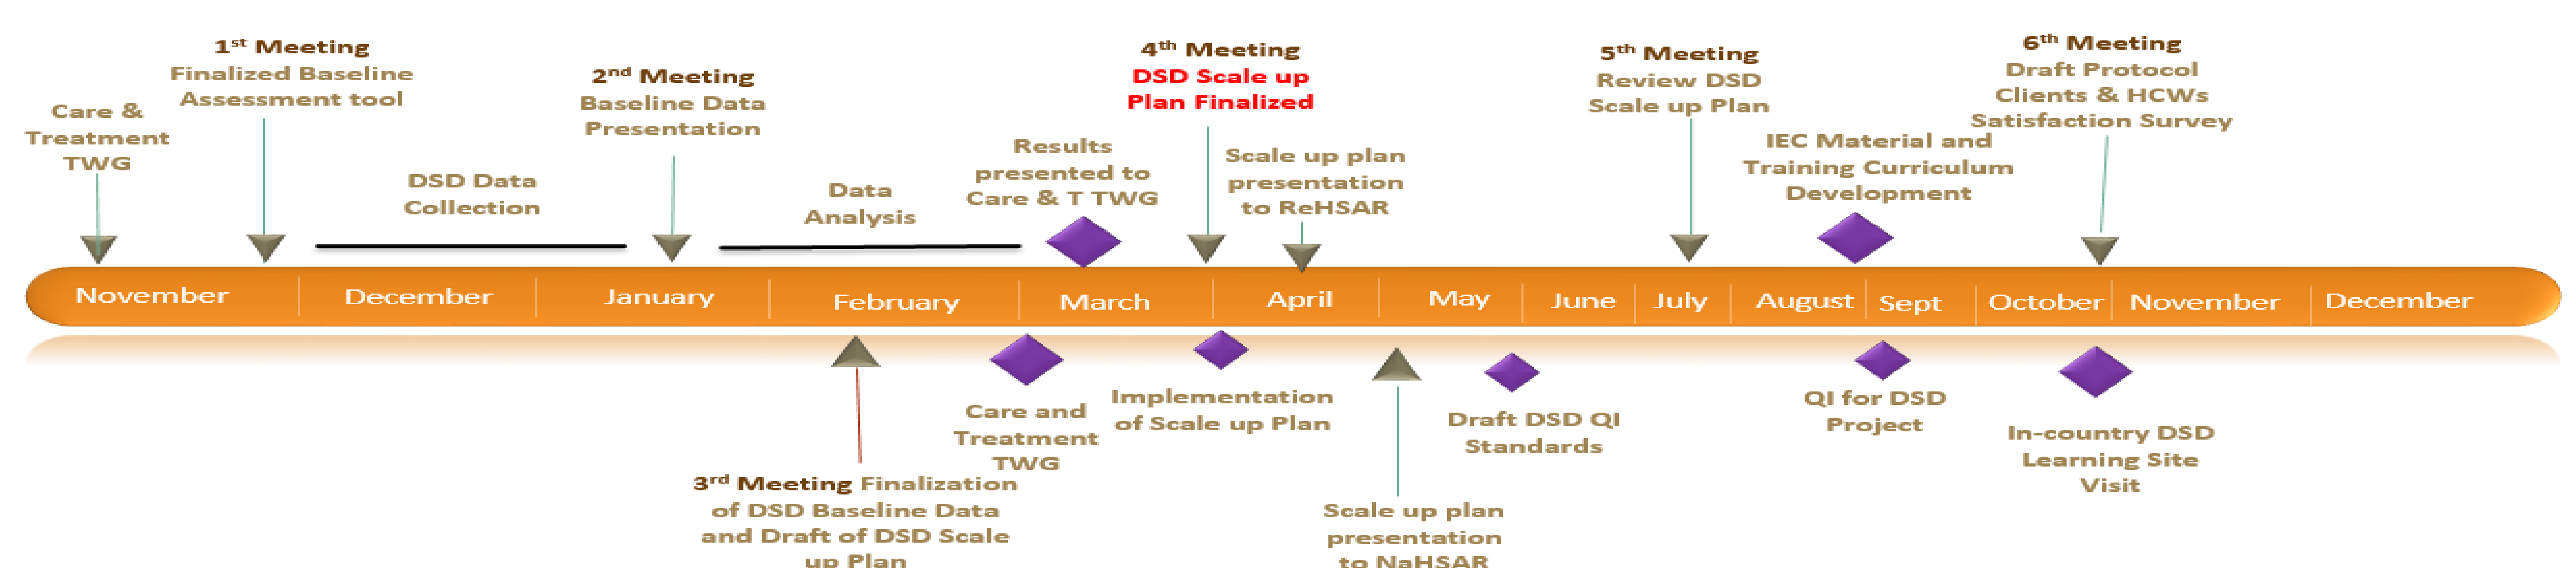 Care &
Treatment
TWG
1st Meeting
Finalized Baseline
Assessment tool
DSD Data
Collection
2nd Meeting
Baseline Data
Presentation
Data
Analysis
Results
presented to
Care & T TWG
4th Meeting
DSD Scale up
Plan Finalized
Scale up plan
presentation
to ReHSAR
5th Meeting
Review DSD
Scale up Plan
IEC Material and
Training Curriculum
Development
6th Meeting
Draft Protocol
Clients & HCWs
Satisfaction Survey
November
December
January
February
March
April
May
June
July
August
Sept
October
November
December
3rd Meeting Finalization
of DSD Baseline Data
and Draft of DSD Scale
up Plan
Care and
Treatment
TWG
Implementation
of Scale up Plan
Scale up plan
presentation
to NaHSAR
Draft DSD QI
Standards
QI for DSD
Project
In-country DSD
Learning Site
Visit